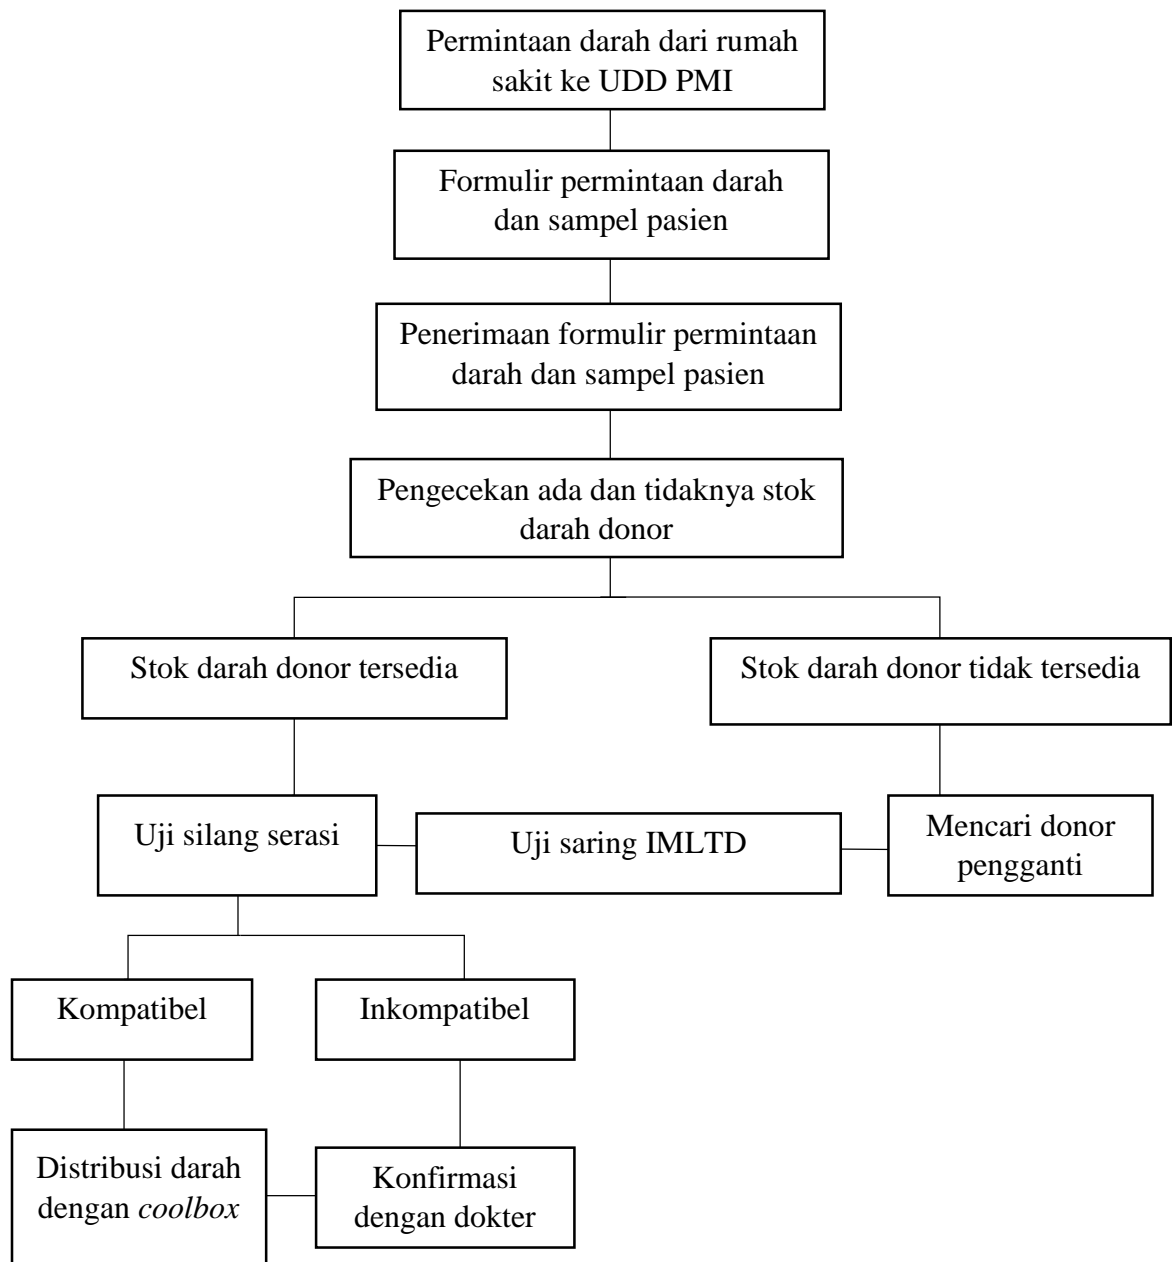 Permintaan darah dari rumah
sakit ke UDD PMI
Formulir permintaan darah
dan sampel pasien
Penerimaan formulir permintaan
darah dan sampel pasien
Pengecekan ada dan tidaknya stok
darah donor
Stok darah donor tersedia
Stok darah donor tidak tersedia
Uji silang serasi
Uji saring IMLTD
Mencari donor
pengganti
Kompatibel
Inkompatibel
Distribusi darah
dengan coolbox
Konfirmasi
dengan dokter